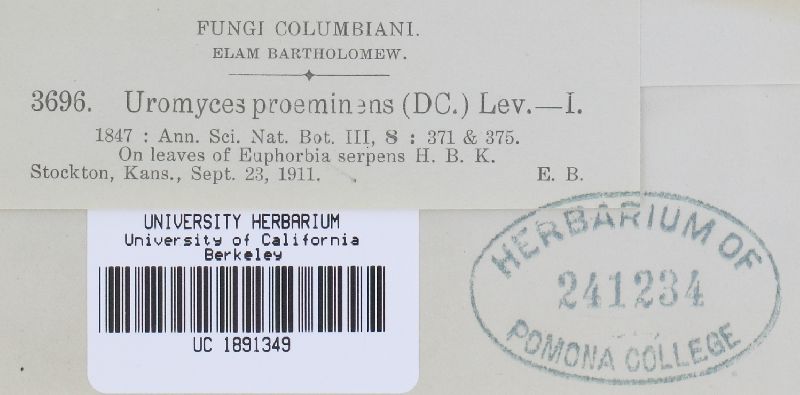 FUNGI COLUMBIANI.
ELAM BARTHOLOMEW.
3696. Uromyces proeminens (DC.) Lev.—I.
1847 : Ann. Sci. Nat. Bot. III, 8 : 371 & 375.
On leaves of Euphorbia serpens H. B. K.
Stockton, Kans., Sept. 23, 1911. E. B.
UNIVERSITY HERBARIUM
University of California
Berkeley
UC 1891349
HERBARIUM OF
241234
POMONA COLLEGE